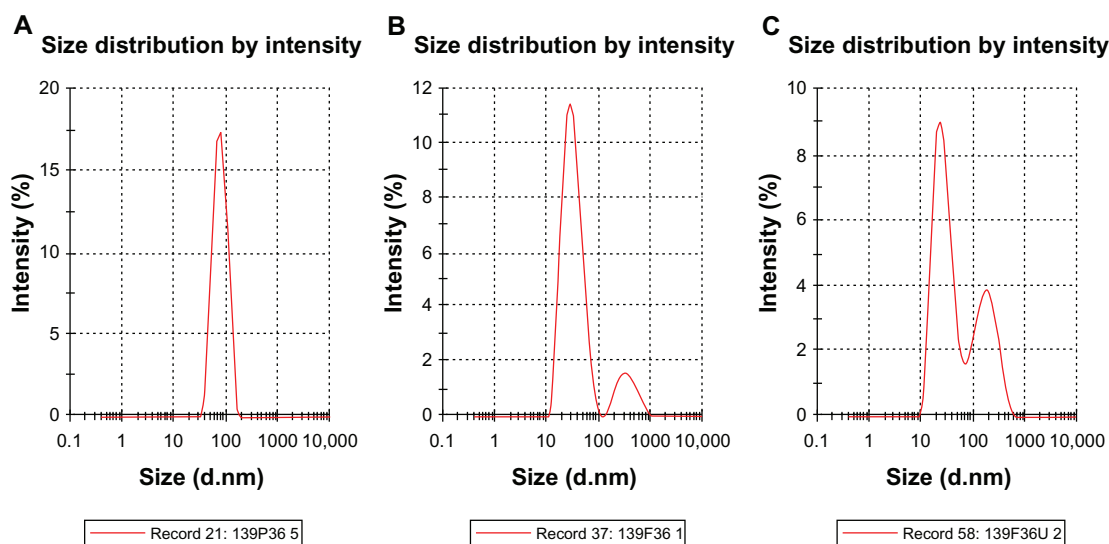 A
Size distribution by intensity
Intensity (%)
20
15
10
5
0
0.1 1 10 100 1000 10,000
Size (d.nm)
Record 21: 139P36 5
B
Size distribution by intensity
Intensity (%)
12
10
8
6
4
2
0
0.1 1 10 100 1000 10,000
Size (d.nm)
Record 37: 139F36 1
C
Size distribution by intensity
Intensity (%)
10
8
6
4
2
0
0.1 1 10 100 1000 10,000
Size (d.nm)
Record 58: 139F36U 2